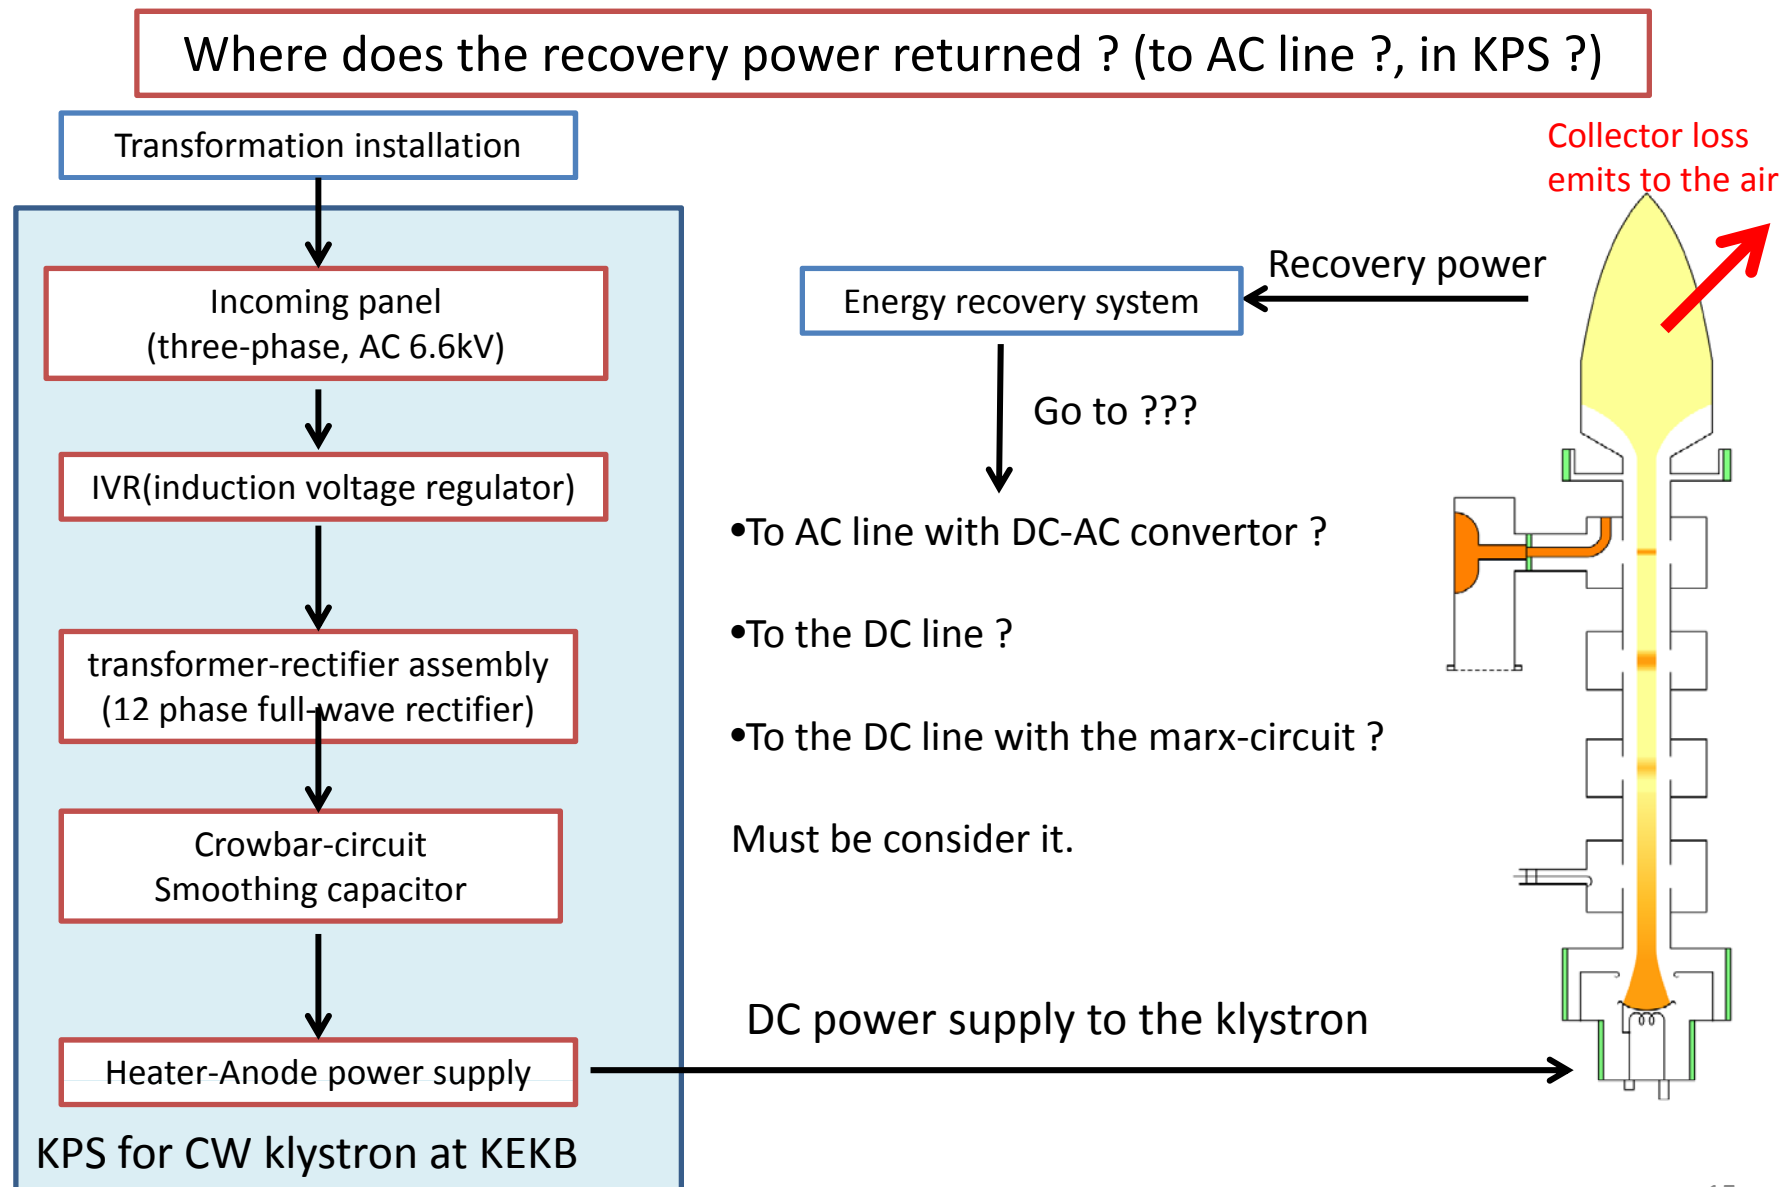 Where does the recovery power returned ? (to AC line ?, in KPS ?)
Transformation installation
Incoming panel
(three-phase, AC 6.6kV)
IVR(induction voltage regulator)
transformer-rectifier assembly
(12 phase full-wave rectifier)
Crowbar-circuit
Smoothing capacitor
Heater-Anode power supply
KPS for CW klystron at KEKB
Collector loss
emits to the air
Recovery power
Energy recovery system
Go to ???
•To AC line with DC-AC convertor ?
•To the DC line ?
•To the DC line with the marx-circuit ?
Must be consider it.
DC power supply to the klystron